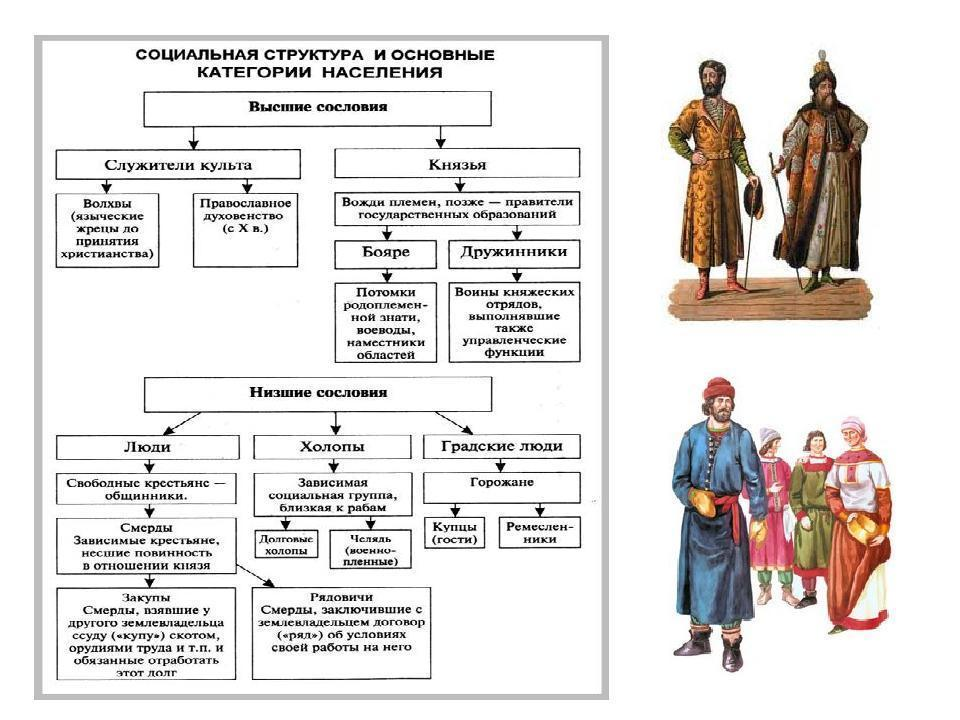 СОЦИАЛЬНАЯ СТРУКТУРА И ОСНОВНЫЕ
КАТЕГОРИИ НАСЕЛЕНИЯ
Высшие сословия
Служители культа
Князья
Волхвы
(языческие
жрецы до
принятия
христианства)
Православное
духовенство
(с X в.)
Вожди племен, позже — правители
государственных образований
Бояре
Дружинники
Потомки
родоплемен-
ной знати,
воеводы,
наместники
областей
Воины княжеских
отрядов,
выполнявшие
также
управленческие
функции
Низшие сословия
Люди
Холопы
Градские люди
Свободные крестьяне —
общинники.
Зависимая
социальная группа,
близкая к рабам
Горожане
Смерды
Зависимые крестьяне,
несшие повинность
в отношении князя
Долговые
холопы
Челядь
(военно-
пленные)
Купцы
(гости)
Ремеслен-
ники
Закупы
Смерды, взявшие у
другого землевладельца
ссуду («купу») скотом,
орудиями труда и т.п. и
обязанные отработать
этот долг
Рядовичи
Смерды, заключившие с
землевладельцем договор
(«ряд») об условиях
своей работы на него